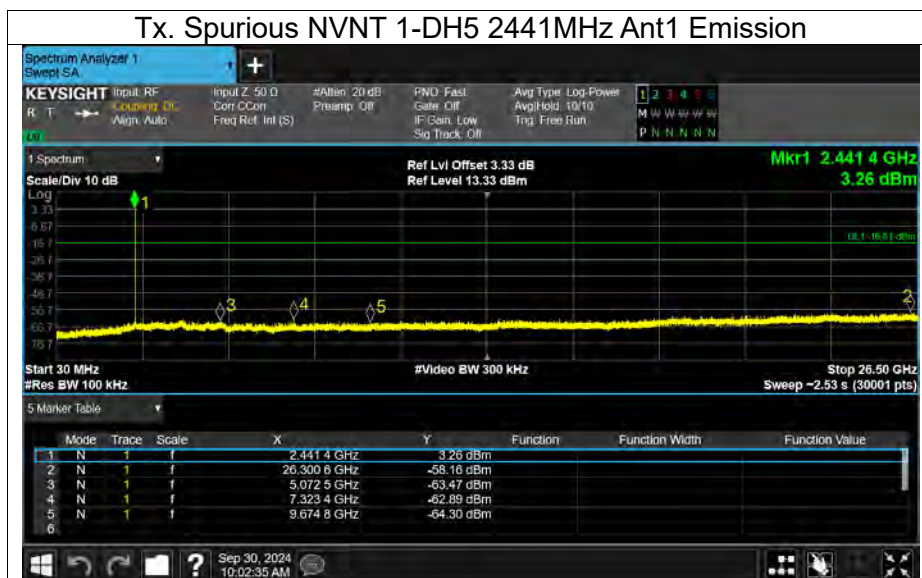 Tx. Spurious NVNT 1-DH5 2441MHz Ant1 Emission
Spectrum Analyzer 1
Swept SA
+
KEYSIGHT Input: RF Input Z: 50 Ω #Atten: 20 dB PNO: Fast Avg Type: Log-Power 1 2 3 4 5 6
R T Coupling: DC Corr CCorr Preamp: Off Gate: Off Avg|Hold: 10/10 M W W W W W
Align: Auto Freq Ref: Int (S) IF Gain: Low Trig: Free Run
Sig Track: Off P N N N N N
1 Spectrum Ref Lvl Offset 3.33 dB Mkr1 2.441 4 GHz
Scale/Div 10 dB Ref Level 13.33 dBm 3.26 dBm
Log
1
3.33
-6.67
-16.7 DL1 -16.81 dBm
-26.7
-36.7
-46.7
2
-56.7 3 4 5
-66.7
-76.7
Start 30 MHz #Video BW 300 kHz Stop 26.50 GHz
#Res BW 100 kHz Sweep ~2.53 s (30001 pts)
5 Marker Table
Mode Trace Scale X Y Function Function Width Function Value
1 N 1 f 2.441 4 GHz 3.26 dBm
2 N 1 f 26.300 6 GHz -58.16 dBm
3 N 1 f 5.072 5 GHz -63.47 dBm
4 N 1 f 7.323 4 GHz -62.89 dBm
5 N 1 f 9.674 8 GHz -64.30 dBm
6
? Sep 30, 2024
10:02:35 AM